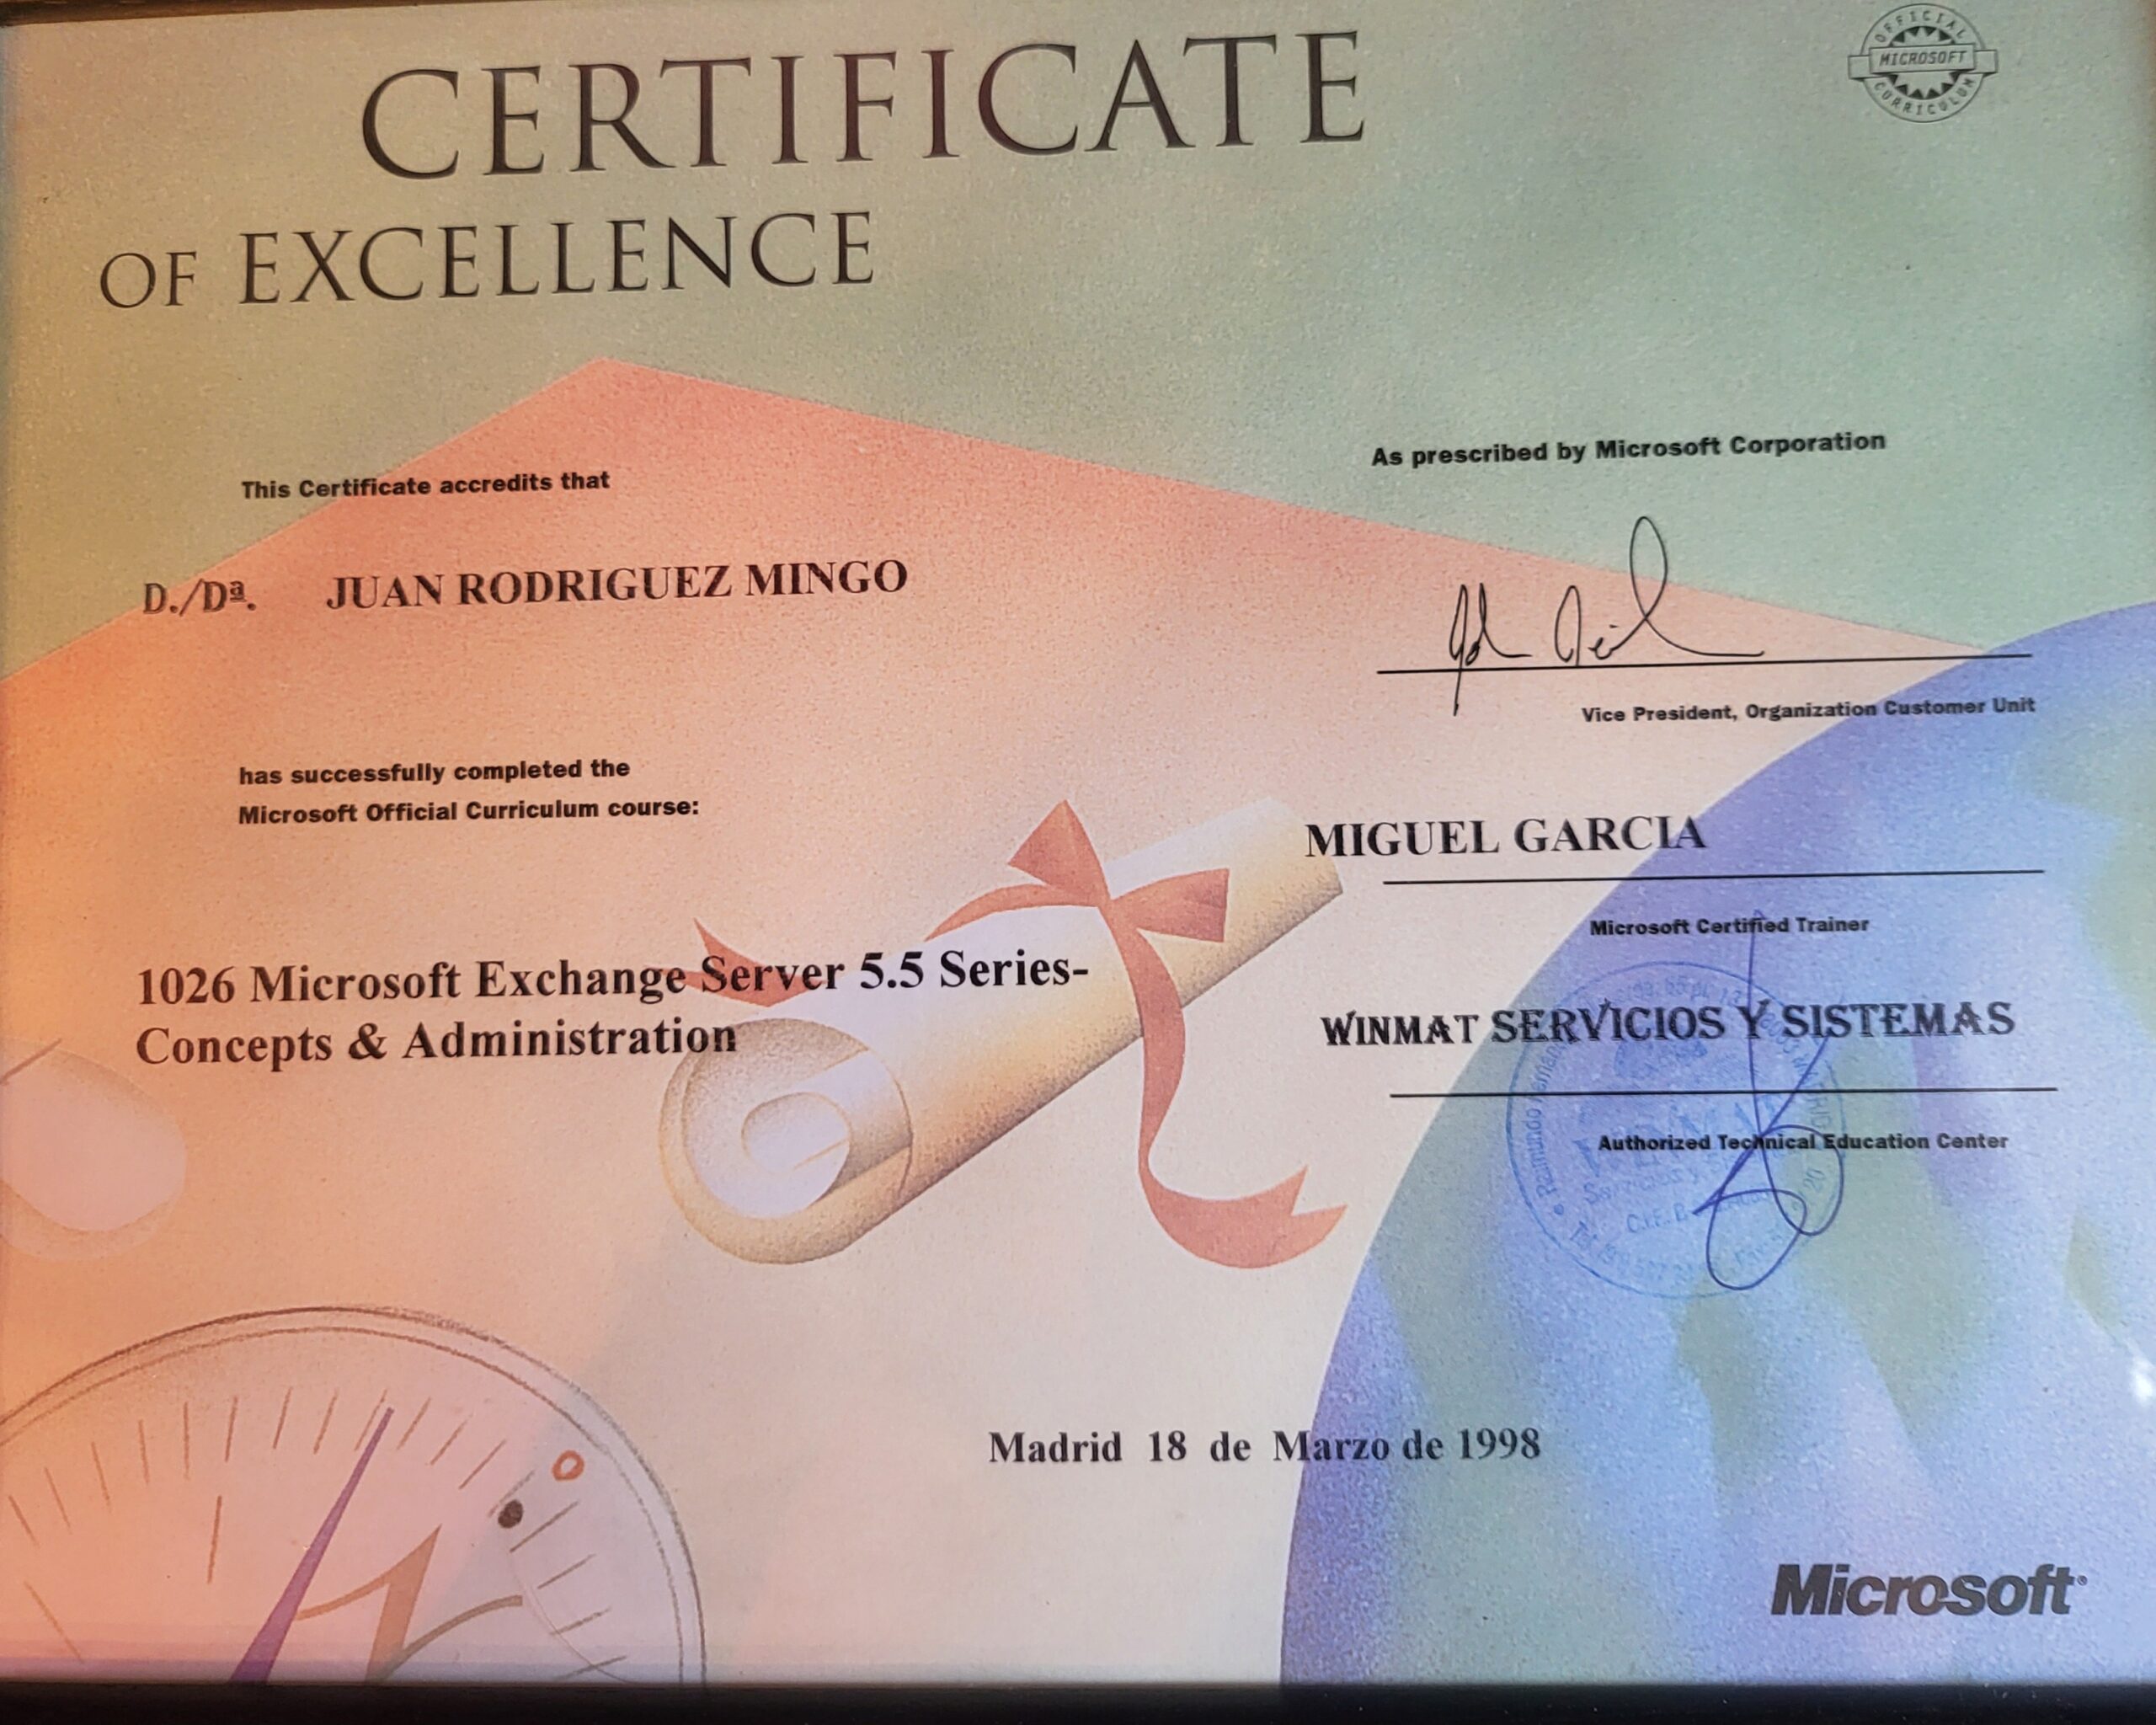 CERTIFICATE
OF EXCELLENCE
OFFICIAL
MICROSOFT
CURRICULUM
This Certificate accredits that
D./Dª. JUAN RODRIGUEZ MINGO
has successfully completed the
Microsoft Official Curriculum course:
1026 Microsoft Exchange Server 5.5 Series-
Concepts & Administration
As prescribed by Microsoft Corporation
Vice President, Organization Customer Unit
MIGUEL GARCIA
Microsoft Certified Trainer
WINMAT SERVICIOS Y SISTEMAS
Authorized Technical Education Center
Madrid 18 de Marzo de 1998
Microsoft